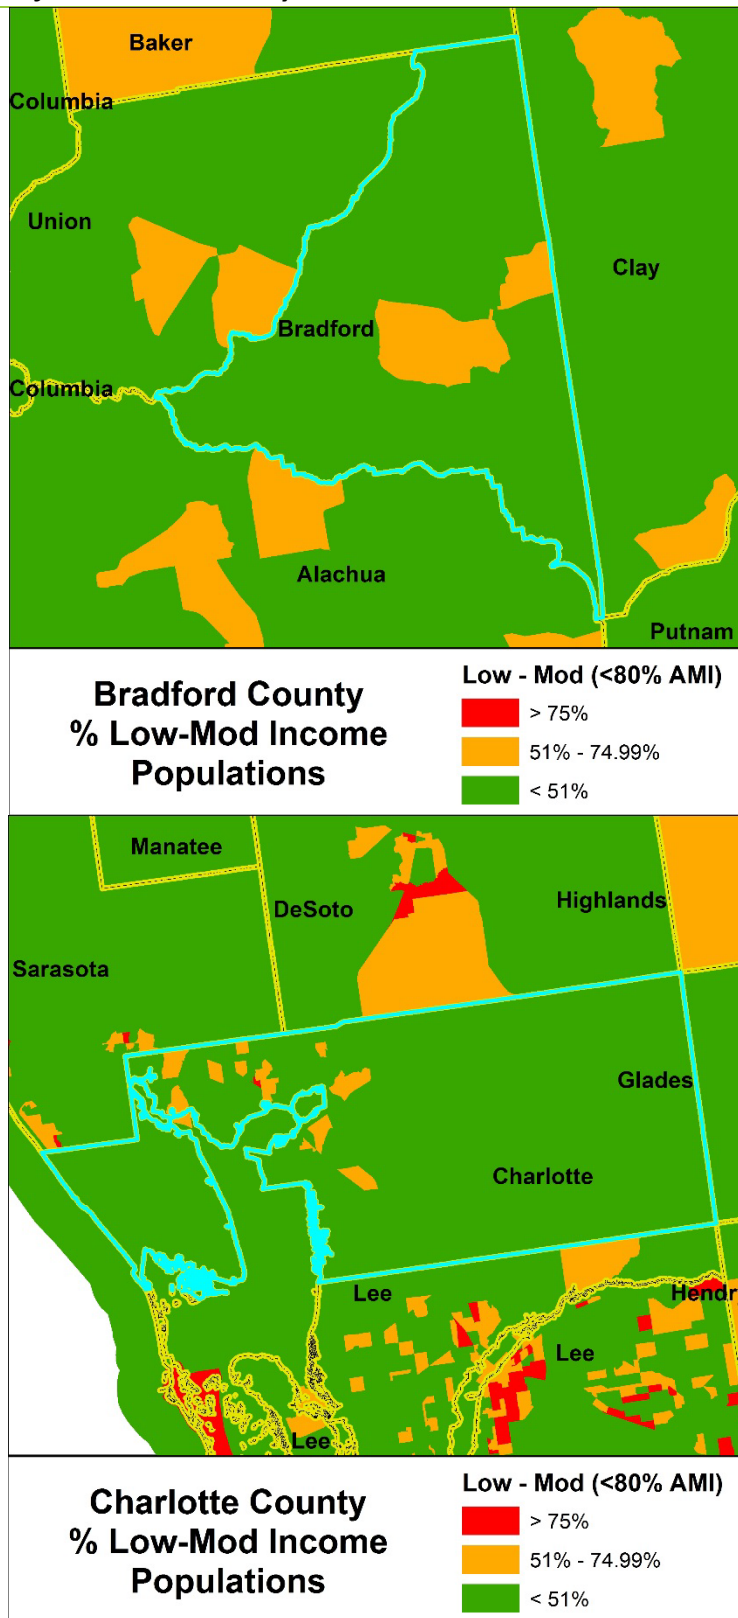 Baker
Columbia
Union
Clay
Bradford
Columbia
Alachua
Putnam
Bradford County
% Low-Mod Income
Populations
Low - Mod (<80% AMI)
> 75%
51% - 74.99%
< 51%
Manatee
DeSoto
Highlands
Sarasota
Glades
Charlotte
Lee
Hendr
Lee
Lee
Charlotte County
% Low-Mod Income
Populations
Low - Mod (<80% AMI)
> 75%
51% - 74.99%
< 51%